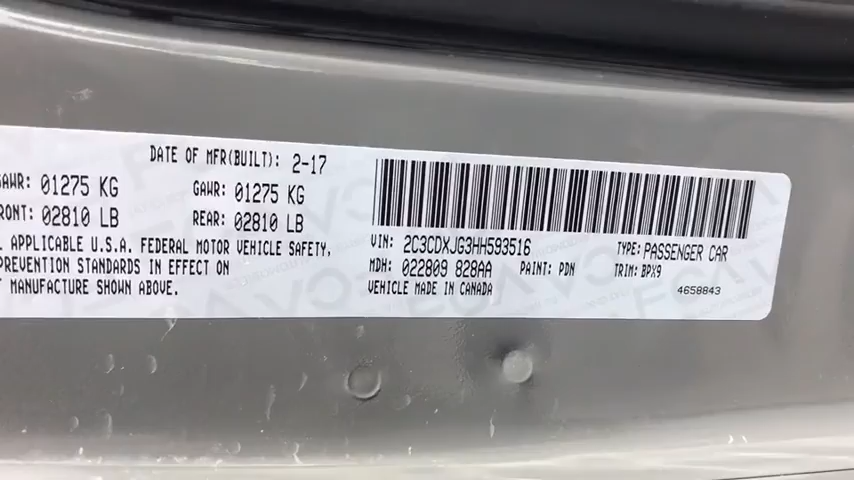 DATE OF MFR(BUILT): 2-17
GAWR: 01275 KG GAWR: 01275 KG
FRONT: 02810 LB REAR: 02810 LB
APPLICABLE U.S.A. FEDERAL MOTOR VEHICLE SAFETY,
PREVENTION STANDARDS IN EFFECT ON
MANUFACTURE SHOWN ABOVE.
VIN: 2C3CDXJG3HH593516 TYPE: PASSENGER CAR
MDH: 022809 828AA PAINT: PDN TRIM: BPX9
VEHICLE MADE IN CANADA 4658843